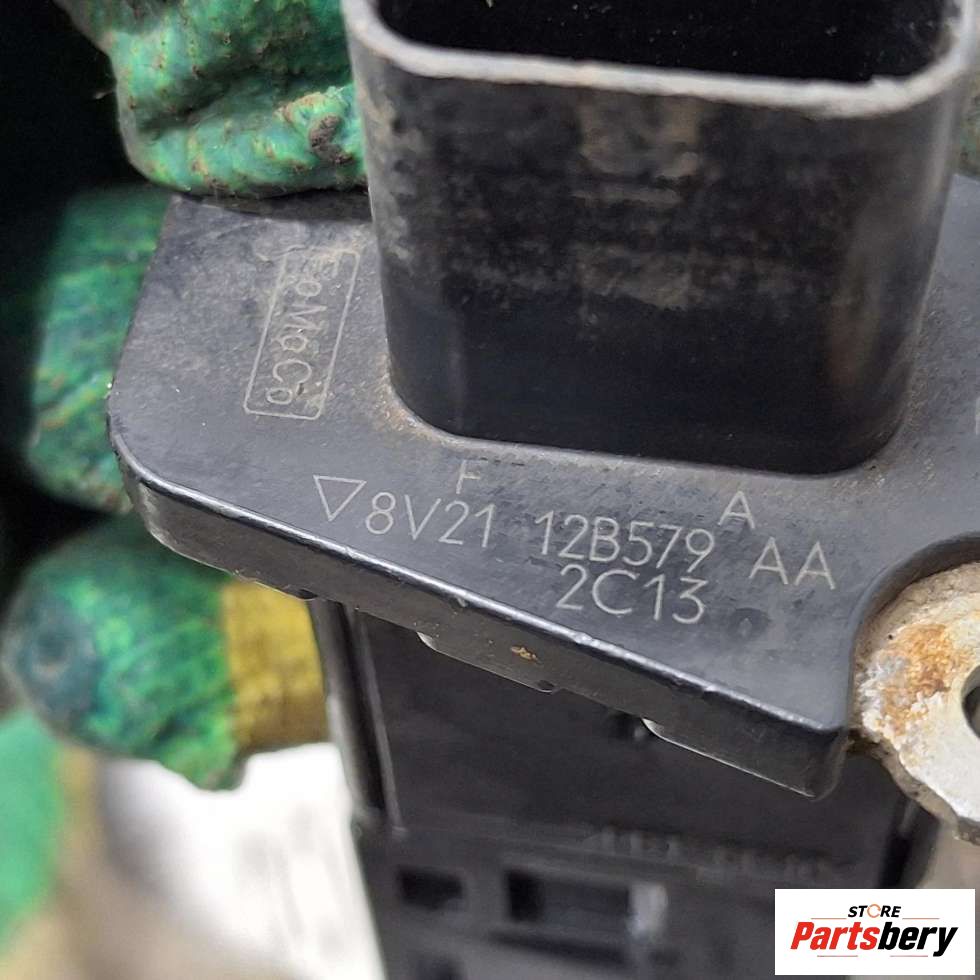 FoMoCo
F A
▽8V21 12B579 AA
2C13
STORE
Partsbery